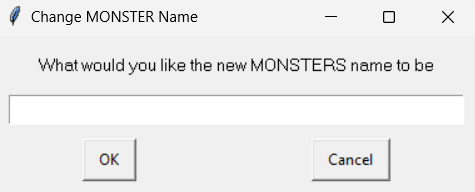 Change MONSTER Name
What would you like the new MONSTERS name to be
OK
Cancel